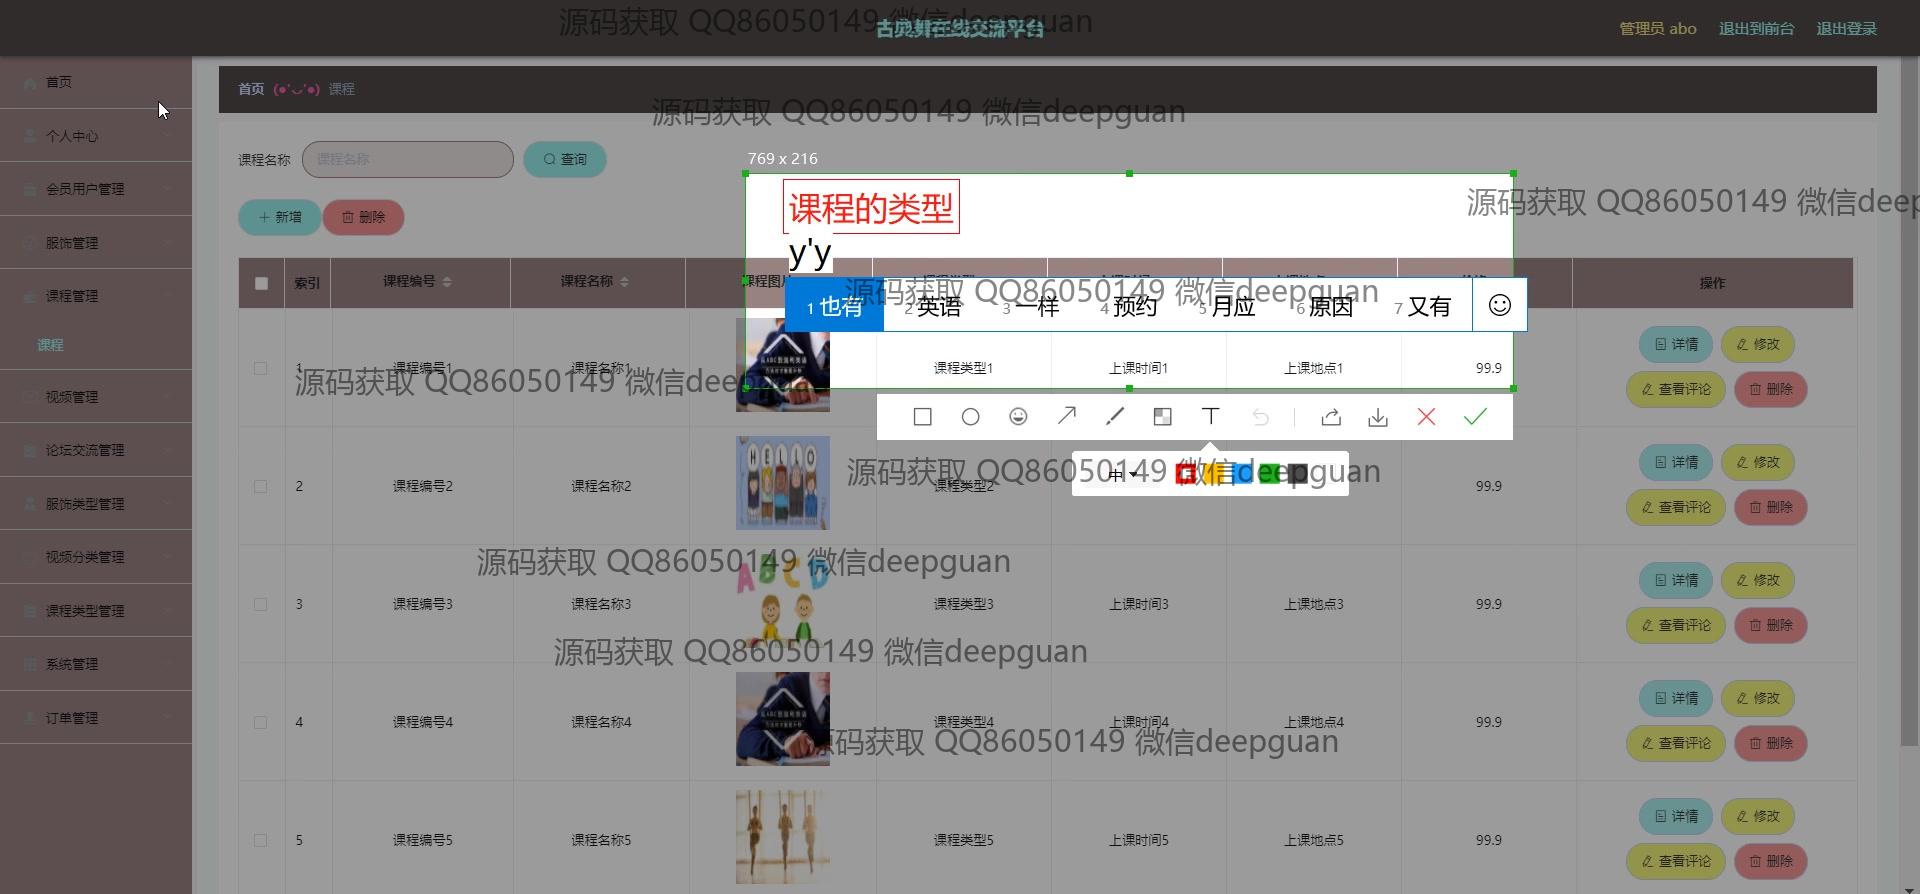 源码获取 QQ86050149 微信deepguan
古典舞在线交流平台
管理员 abo 退出到前台 退出登录
首页
个人中心
会员用户管理
服饰管理
课程管理
课程
视频管理
论坛交流管理
服饰类型管理
视频分类管理
课程类型管理
系统管理
订单管理
首页 (●'◡'●) 课程
源码获取 QQ86050149 微信deepguan
课程名称 课程名称 查询
769 x 216
源码获取 QQ86050149 微信deep
新增 删除
课程的类型
y'y
索引 课程编号 课程名称 课程图片 操作
源码获取 QQ86050149 微信deepguan
1 也有 2 英语 3 一样 4 预约 5 月应 6 原因 7 又有
1 课程编号1 课程名称1 课程类型1 上课时间1 上课地点1 99.9 详情 修改 查看评论 删除
源码获取 QQ86050149 微信deepguan
T
中
源码获取 QQ86050149 微信deepguan
2 课程编号2 课程名称2 HELLO 课程类型2 99.9 详情 修改 查看评论 删除
源码获取 QQ86050149 微信deepguan
3 课程编号3 课程名称3 ABCD 课程类型3 上课时间3 上课地点3 99.9 详情 修改 查看评论 删除
源码获取 QQ86050149 微信deepguan
4 课程编号4 课程名称4 课程类型4 上课时间4 上课地点4 99.9 详情 修改 查看评论 删除
源码获取 QQ86050149 微信deepguan
5 课程编号5 课程名称5 课程类型5 上课时间5 上课地点5 99.9 详情 修改 查看评论 删除